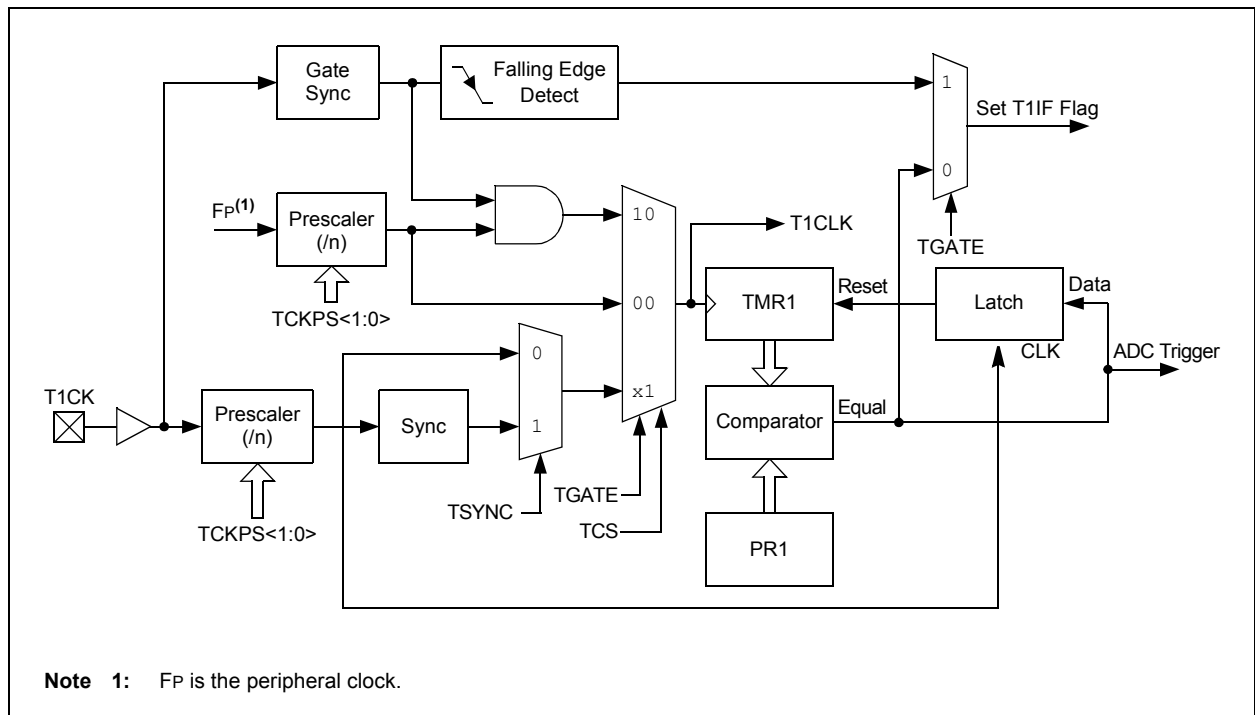 Gate
Sync
Falling Edge
Detect
1
Set T1IF Flag
0
TGATE
FP(1)
Prescaler
(/n)
TCKPS<1:0>
10
00
x1
T1CLK
TMR1
Reset
Latch
Data
CLK
ADC Trigger
T1CK
Prescaler
(/n)
TCKPS<1:0>
Sync
0
1
TSYNC
TGATE
TCS
Comparator
Equal
PR1
Note 1: FP is the peripheral clock.